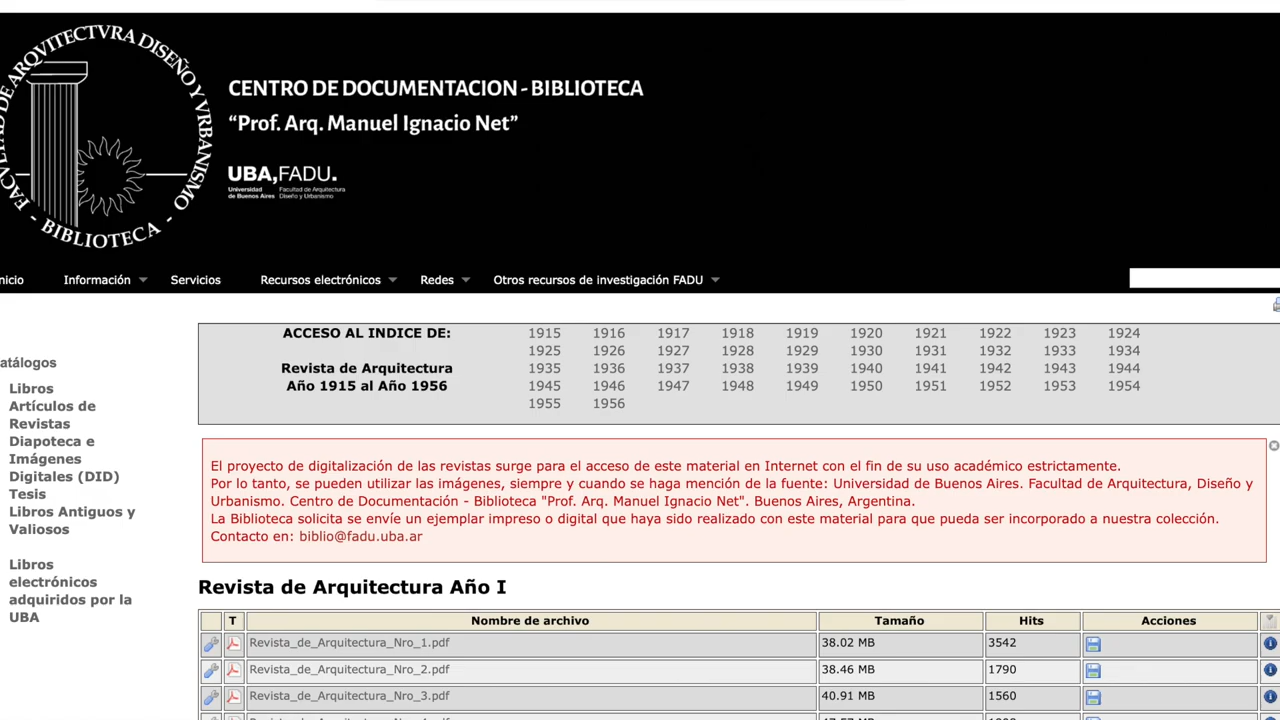 FACVLTAD DE ARQVITECTVRA DISEÑO Y VRBANISMO
- BIBLIOTECA -
CENTRO DE DOCUMENTACION - BIBLIOTECA
“Prof. Arq. Manuel Ignacio Net”
UBA,FADU.
Universidad de Buenos Aires
Facultad de Arquitectura Diseño y Urbanismo
nicio Información Servicios Recursos electrónicos Redes Otros recursos de investigación FADU
ACCESO AL INDICE DE: 1915 1916 1917 1918 1919 1920 1921 1922 1923 1924
1925 1926 1927 1928 1929 1930 1931 1932 1933 1934
Revista de Arquitectura 1935 1936 1937 1938 1939 1940 1941 1942 1943 1944
Año 1915 al Año 1956 1945 1946 1947 1948 1949 1950 1951 1952 1953 1954
1955 1956
atálogos
Libros
Artículos de
Revistas
Diapoteca e
Imágenes
Digitales (DID)
Tesis
Libros Antiguos y
Valiosos
Libros
electrónicos
adquiridos por la
UBA
El proyecto de digitalización de las revistas surge para el acceso de este material en Internet con el fin de su uso académico estrictamente.
Por lo tanto, se pueden utilizar las imágenes, siempre y cuando se haga mención de la fuente: Universidad de Buenos Aires. Facultad de Arquitectura, Diseño y
Urbanismo. Centro de Documentación - Biblioteca "Prof. Arq. Manuel Ignacio Net". Buenos Aires, Argentina.
La Biblioteca solicita se envíe un ejemplar impreso o digital que haya sido realizado con este material para que pueda ser incorporado a nuestra colección.
Contacto en: biblio@fadu.uba.ar
Revista de Arquitectura Año I
T Nombre de archivo Tamaño Hits Acciones
Revista_de_Arquitectura_Nro_1.pdf 38.02 MB 3542
Revista_de_Arquitectura_Nro_2.pdf 38.46 MB 1790
Revista_de_Arquitectura_Nro_3.pdf 40.91 MB 1560